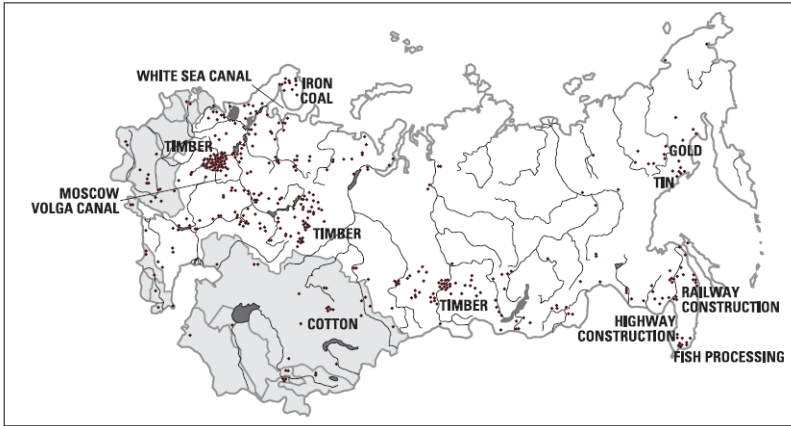 WHITE SEA CANAL
IRON
COAL
TIMBER
GOLD
TIN
MOSCOW
VOLGA CANAL
TIMBER
TIMBER
RAILWAY
CONSTRUCTION
COTTON
HIGHWAY
CONSTRUCTION
FISH PROCESSING